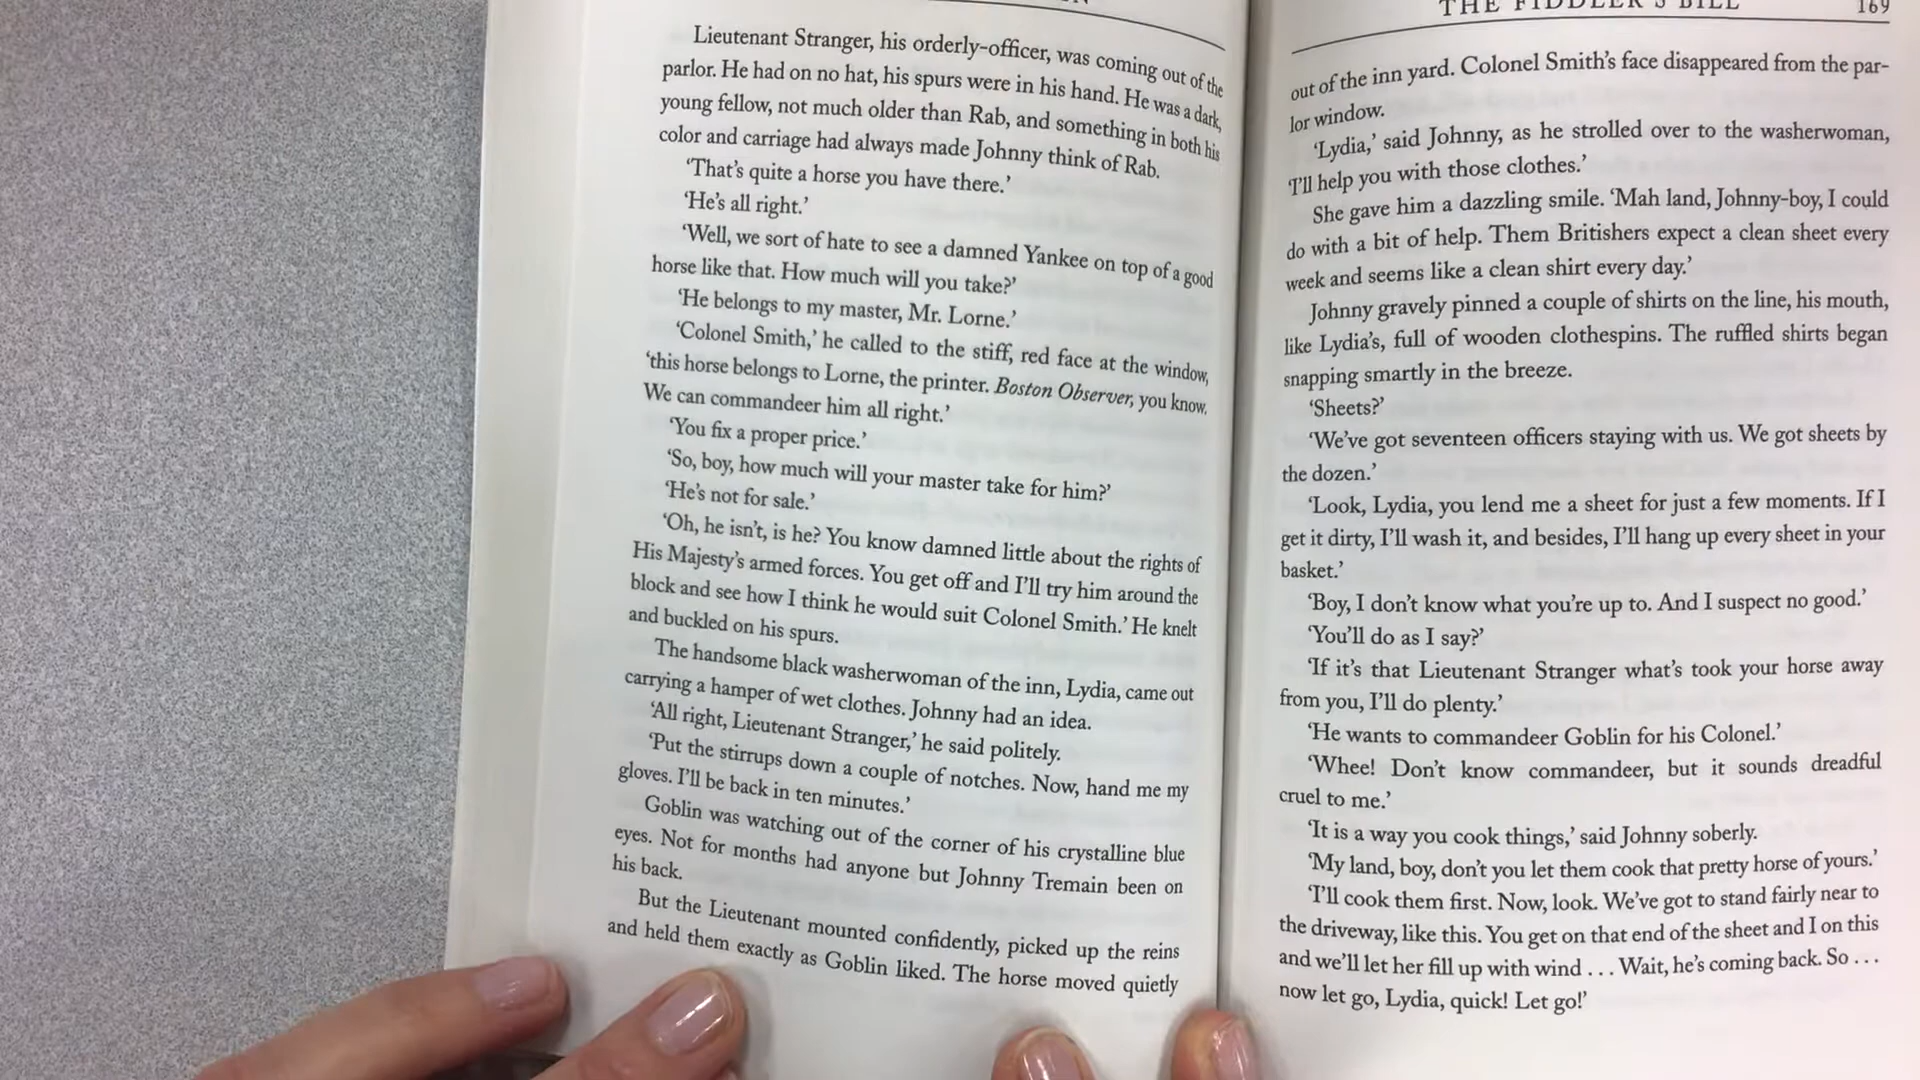 Lieutenant Stranger, his orderly-officer, was coming out of the
parlor. He had on no hat, his spurs were in his hand. He was a dark,
young fellow, not much older than Rab, and something in both his
color and carriage had always made Johnny think of Rab.
‘That’s quite a horse you have there.’
‘He’s all right.’
‘Well, we sort of hate to see a damned Yankee on top of a good
horse like that. How much will you take?’
‘He belongs to my master, Mr. Lorne.’
‘Colonel Smith,’ he called to the stiff, red face at the window,
‘this horse belongs to Lorne, the printer. Boston Observer, you know.
We can commandeer him all right.’
‘You fix a proper price.’
‘So, boy, how much will your master take for him?’
‘He’s not for sale.’
‘Oh, he isn’t, is he? You know damned little about the rights of
His Majesty’s armed forces. You get off and I’ll try him around the
block and see how I think he would suit Colonel Smith.’ He knelt
and buckled on his spurs.
The handsome black washerwoman of the inn, Lydia, came out
carrying a hamper of wet clothes. Johnny had an idea.
‘All right, Lieutenant Stranger,’ he said politely.
‘Put the stirrups down a couple of notches. Now, hand me my
gloves. I’ll be back in ten minutes.’
Goblin was watching out of the corner of his crystalline blue
eyes. Not for months had anyone but Johnny Tremain been on
his back.
But the Lieutenant mounted confidently, picked up the reins
and held them exactly as Goblin liked. The horse moved quietly
THE FIDDLER’S BILL 169
out of the inn yard. Colonel Smith’s face disappeared from the par-
lor window.
‘Lydia,’ said Johnny, as he strolled over to the washerwoman,
‘I’ll help you with those clothes.’
She gave him a dazzling smile. ‘Mah land, Johnny-boy, I could
do with a bit of help. Them Britishers expect a clean sheet every
week and seems like a clean shirt every day.’
Johnny gravely pinned a couple of shirts on the line, his mouth,
like Lydia’s, full of wooden clothespins. The ruffled shirts began
snapping smartly in the breeze.
‘Sheets?’
‘We’ve got seventeen officers staying with us. We got sheets by
the dozen.’
‘Look, Lydia, you lend me a sheet for just a few moments. If I
get it dirty, I’ll wash it, and besides, I’ll hang up every sheet in your
basket.’
‘Boy, I don’t know what you’re up to. And I suspect no good.’
‘You’ll do as I say?’
‘If it’s that Lieutenant Stranger what’s took your horse away
from you, I’ll do plenty.’
‘He wants to commandeer Goblin for his Colonel.’
‘Whee! Don’t know commandeer, but it sounds dreadful
cruel to me.’
‘It is a way you cook things,’ said Johnny soberly.
‘My land, boy, don’t you let them cook that pretty horse of yours.’
‘I’ll cook them first. Now, look. We’ve got to stand fairly near to
the driveway, like this. You get on that end of the sheet and I on this
and we’ll let her fill up with wind . . . Wait, he’s coming back. So . . .
now let go, Lydia, quick! Let go!’